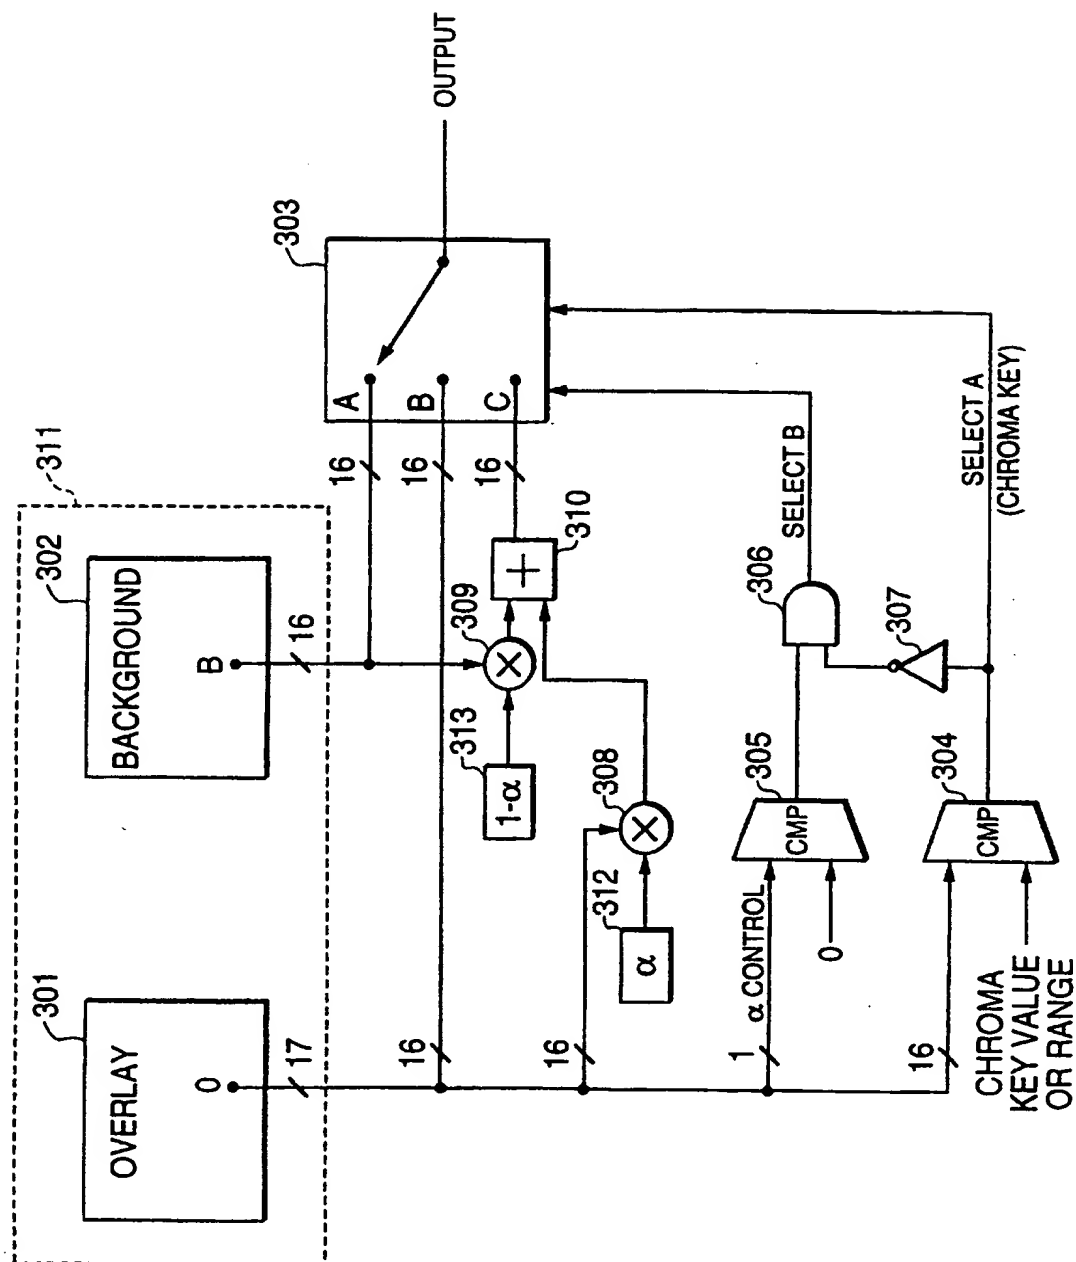 311
301
302
OVERLAY
BACKGROUND
O
B
17
16
303
16
A
OUTPUT
16
16
B
16
C
313
309
1-α
310
16
308
312
α
1
α CONTROL
305
306
SELECT B
CMP
0
307
16
304
SELECT A
(CHROMA KEY)
CMP
CHROMA
KEY VALUE
OR RANGE